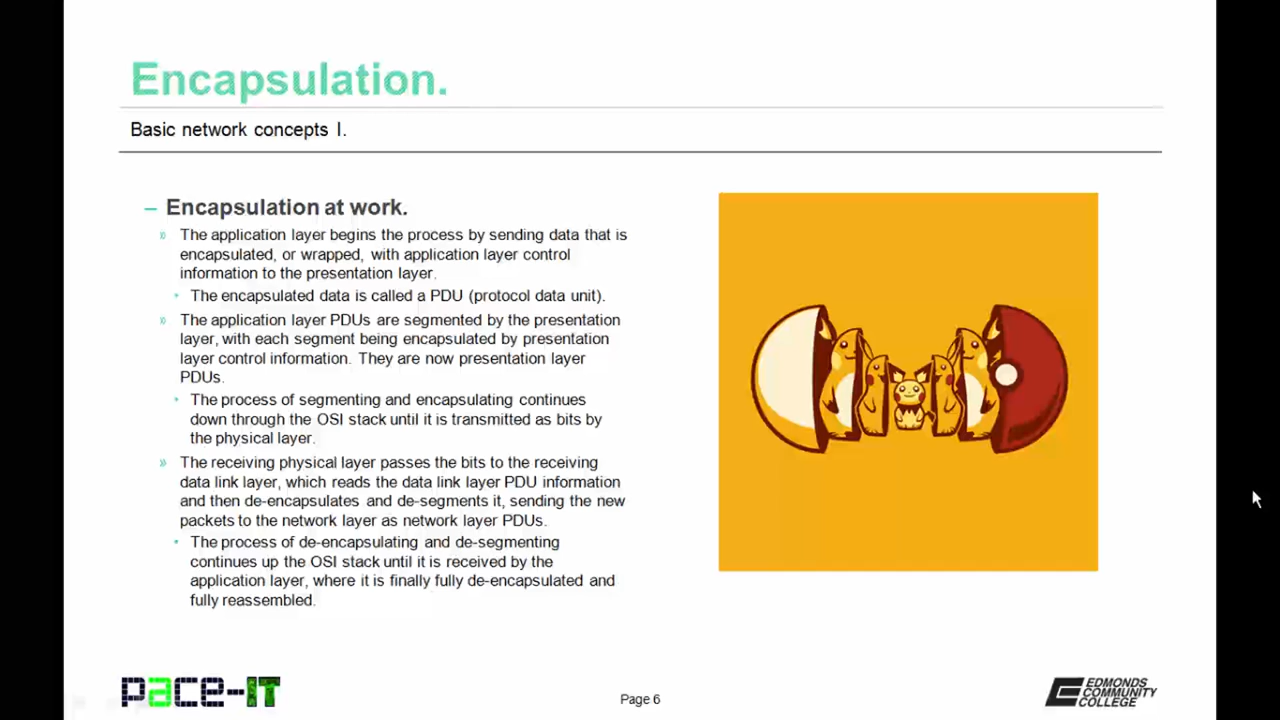 Encapsulation.
Basic network concepts I.
– Encapsulation at work.
» The application layer begins the process by sending data that is
encapsulated, or wrapped, with application layer control
information to the presentation layer.
• The encapsulated data is called a PDU (protocol data unit).
» The application layer PDUs are segmented by the presentation
layer, with each segment being encapsulated by presentation
layer control information. They are now presentation layer
PDUs.
• The process of segmenting and encapsulating continues
down through the OSI stack until it is transmitted as bits by
the physical layer.
» The receiving physical layer passes the bits to the receiving
data link layer, which reads the data link layer PDU information
and then de-encapsulates and de-segments it, sending the new
packets to the network layer as network layer PDUs.
• The process of de-encapsulating and de-segmenting
continues up the OSI stack until it is received by the
application layer, where it is finally fully de-encapsulated and
fully reassembled.
pace-IT
Page 6
EDMONDS
COMMUNITY
COLLEGE